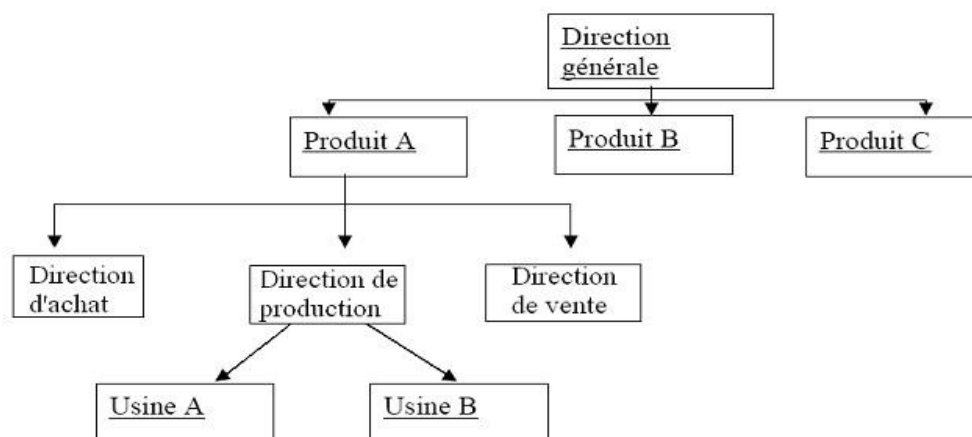 Direction
générale
Produit A
Produit B
Produit C
Direction
d'achat
Direction de
production
Direction
de vente
Usine A
Usine B